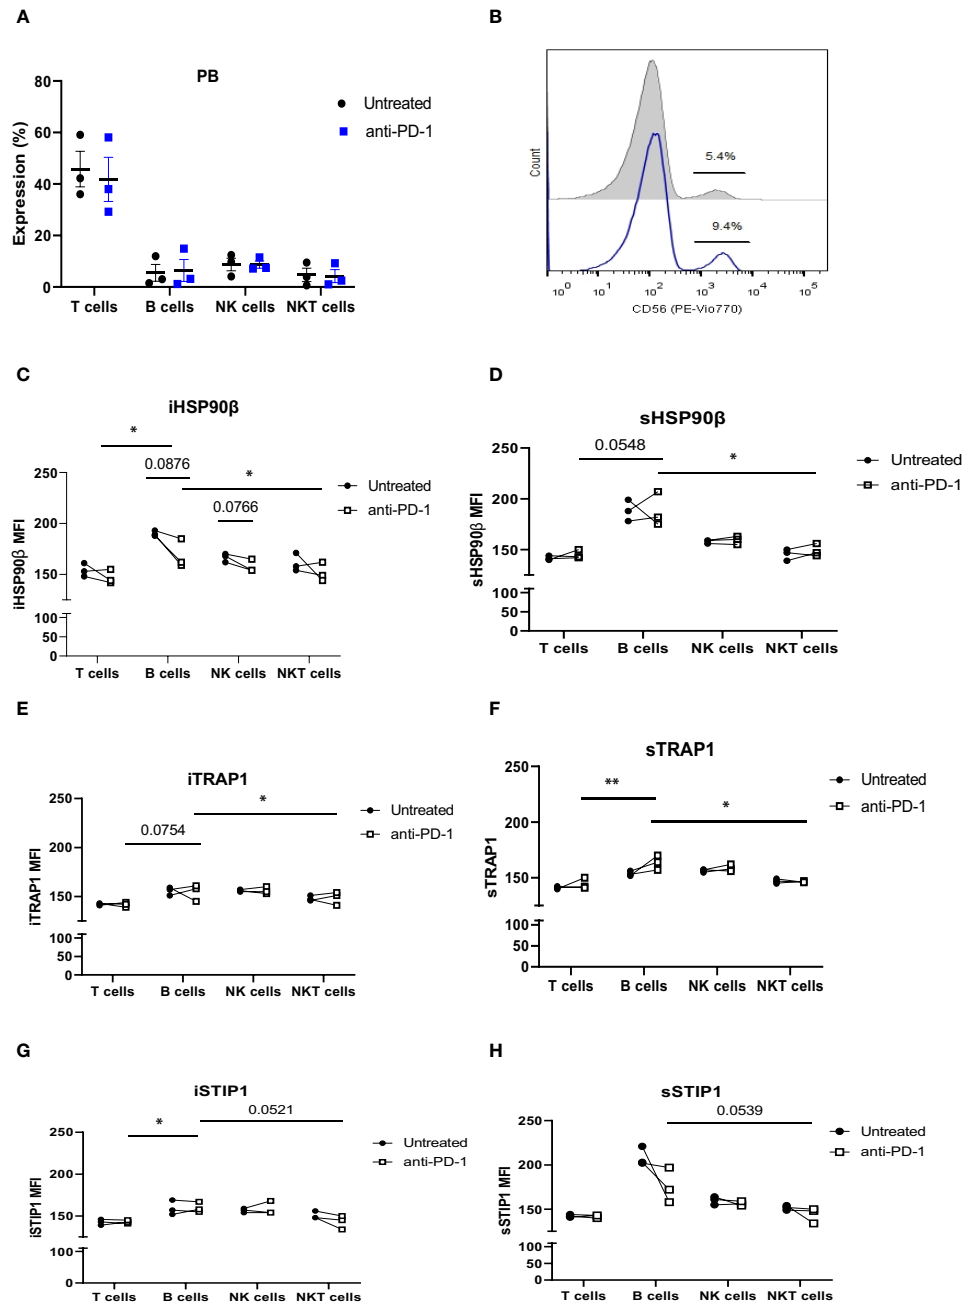 A
PB
Expression (%)
80
60
40
20
0
T cells B cells NK cells NKT cells
Untreated
anti-PD-1
B
Count
5.4%
9.4%
10^0 10^1 10^2 10^3 10^4 10^5
CD56 (PE-Vio770)
C
iHSP90β
*
0.0876
*
0.0766
iHSP90β MFI
250
200
150
100
50
0
T cells B cells NK cells NKT cells
Untreated
anti-PD-1
D
sHSP90β
0.0548
*
sHSP90β MFI
250
200
150
100
50
0
T cells B cells NK cells NKT cells
Untreated
anti-PD-1
E
iTRAP1
*
0.0754
iTRAP1 MFI
250
200
150
100
50
0
T cells B cells NK cells NKT cells
Untreated
anti-PD-1
F
sTRAP1
**
*
sTRAP1
250
200
150
100
50
0
T cells B cells NK cells NKT cells
Untreated
anti-PD-1
G
iSTIP1
0.0521
*
iSTIP1 MFI
250
200
150
100
0
T cells B cells NK cells NKT cells
Untreated
anti-PD-1
H
sSTIP1
0.0539
sSTIP1 MFI
250
200
150
100
50
0
T cells B cells NK cells NKT cells
Untreated
anti-PD-1